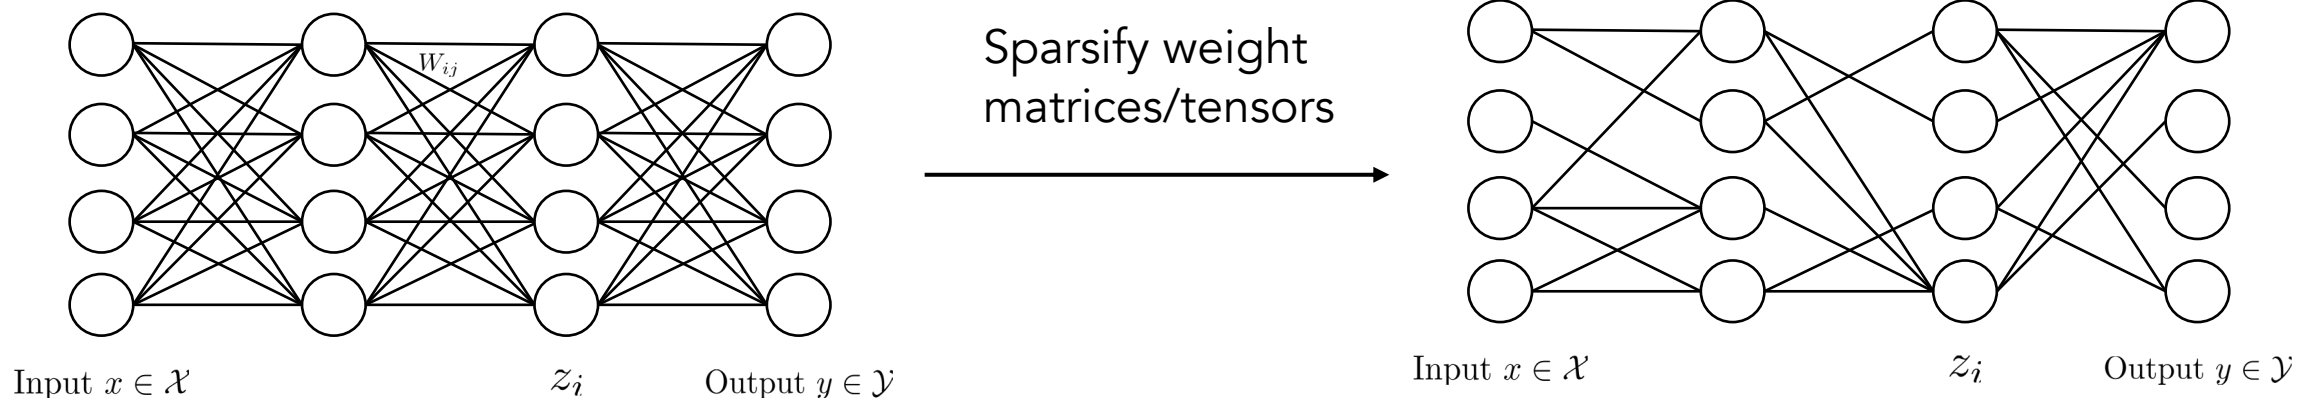 W_{ij}
Sparsify weight
matrices/tensors
Input x ∈ 𝒳
z_i
Output y ∈ 𝒴
Input x ∈ 𝒳
z_i
Output y ∈ 𝒴